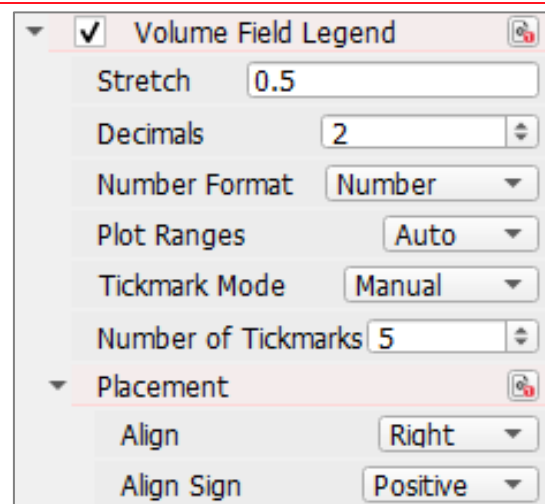 Volume Field Legend
Stretch 0.5
Decimals 2
Number Format Number
Plot Ranges Auto
Tickmark Mode Manual
Number of Tickmarks 5
Placement
Align Right
Align Sign Positive